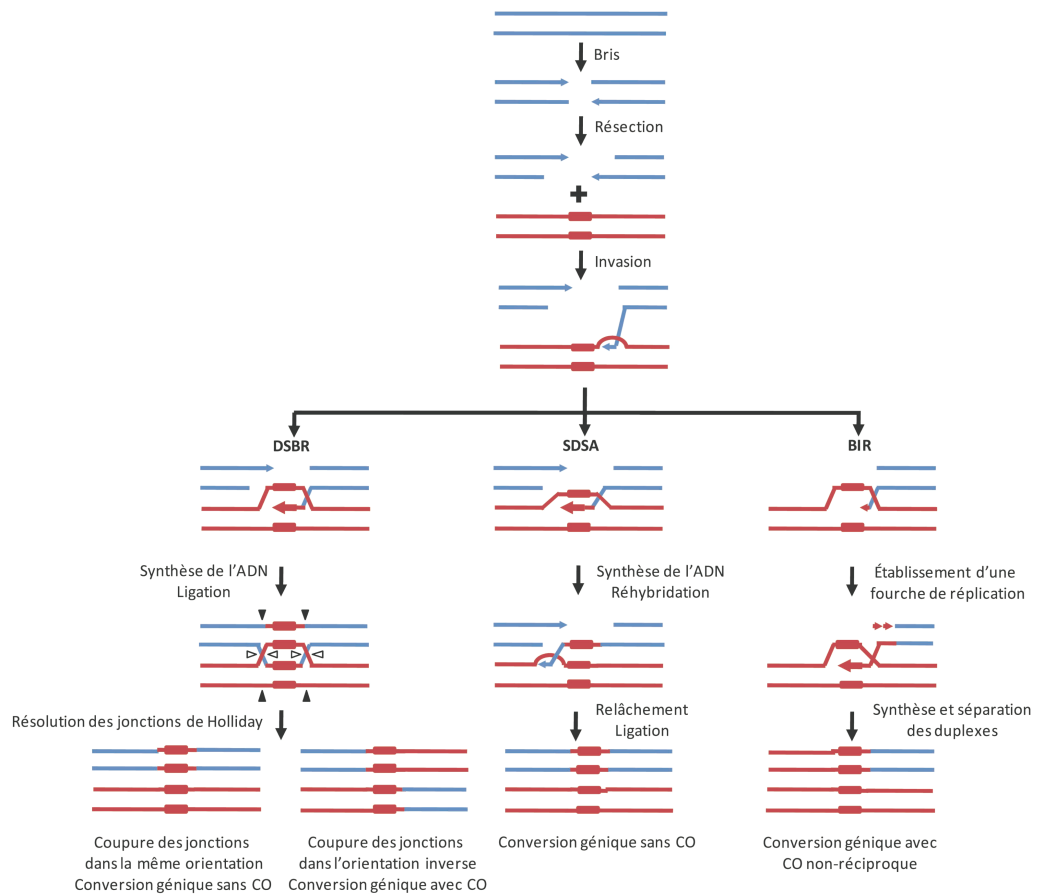 Bris
Résection
Invasion
DSBR
SDSA
BIR
Synthèse de l'ADN
Ligation
Synthèse de l'ADN
Réhybridation
Établissement d'une
fourche de réplication
Résolution des jonctions de Holliday
Relâchement
Ligation
Synthèse et séparation
des duplexes
Coupure des jonctions
dans la même orientation
Conversion génique sans CO
Coupure des jonctions
dans l'orientation inverse
Conversion génique avec CO
Conversion génique sans CO
Conversion génique avec
CO non-réciproque